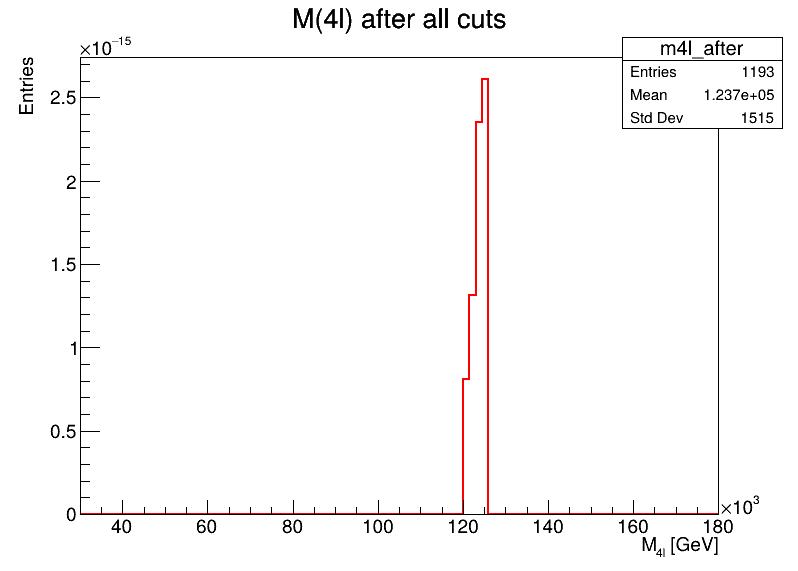 M(4l) after all cuts
×10⁻¹⁵
Entries
m4l_after
Entries 1193
Mean 1.237e+05
Std Dev 1515
2.5
2
1.5
1
0.5
0
40 60 80 100 120 140 160 180
×10³
M₄ₗ [GeV]